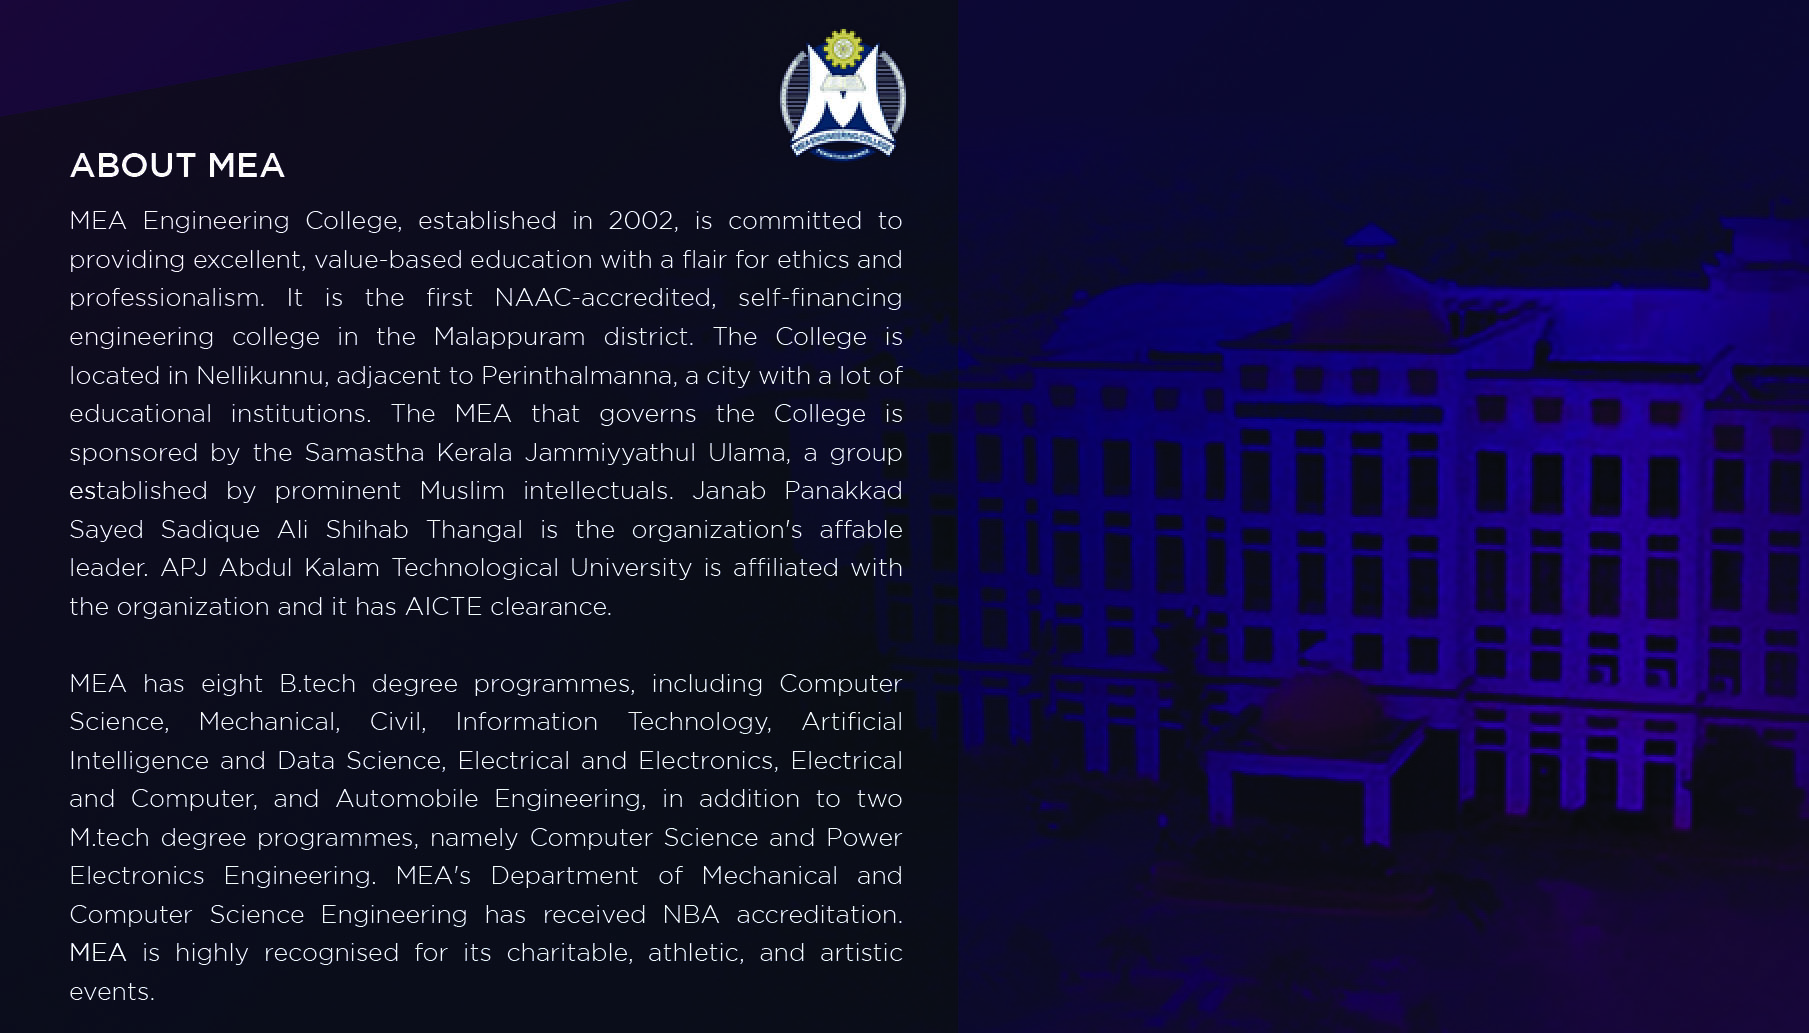 MEA ENGINEERING COLLEGE
PERINTHALMANNA
ABOUT MEA
MEA Engineering College, established in 2002, is committed to
providing excellent, value-based education with a flair for ethics and
professionalism. It is the first NAAC-accredited, self-financing
engineering college in the Malappuram district. The College is
located in Nellikunnu, adjacent to Perinthalmanna, a city with a lot of
educational institutions. The MEA that governs the College is
sponsored by the Samastha Kerala Jammiyyathul Ulama, a group
established by prominent Muslim intellectuals. Janab Panakkad
Sayed Sadique Ali Shihab Thangal is the organization's affable
leader. APJ Abdul Kalam Technological University is affiliated with
the organization and it has AICTE clearance.
MEA has eight B.tech degree programmes, including Computer
Science, Mechanical, Civil, Information Technology, Artificial
Intelligence and Data Science, Electrical and Electronics, Electrical
and Computer, and Automobile Engineering, in addition to two
M.tech degree programmes, namely Computer Science and Power
Electronics Engineering. MEA's Department of Mechanical and
Computer Science Engineering has received NBA accreditation.
MEA is highly recognised for its charitable, athletic, and artistic
events.